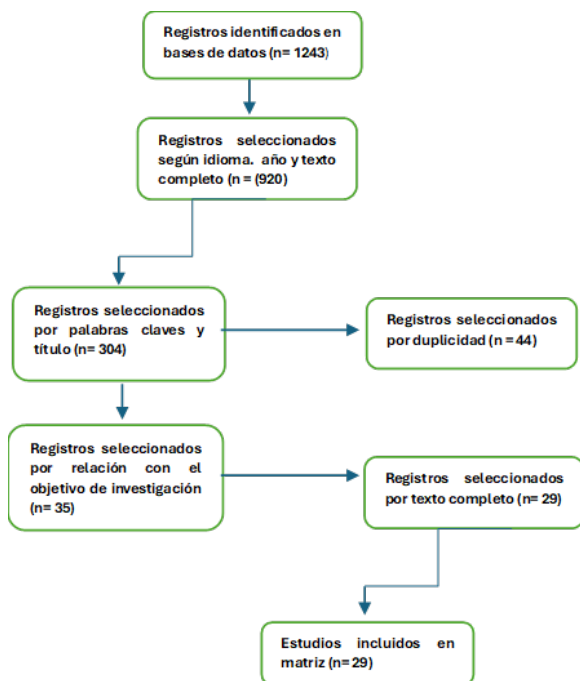 Registros identificados en
bases de datos (n= 1243)
Registros seleccionados
según idioma. año y texto
completo (n = (920)
Registros seleccionados
por palabras claves y
título (n= 304)
Registros seleccionados
por duplicidad (n = 44)
Registros seleccionados
por relación con el
objetivo de investigación
(n= 35)
Registros seleccionados
por texto completo (n= 29)
Estudios incluidos en
matriz (n= 29)